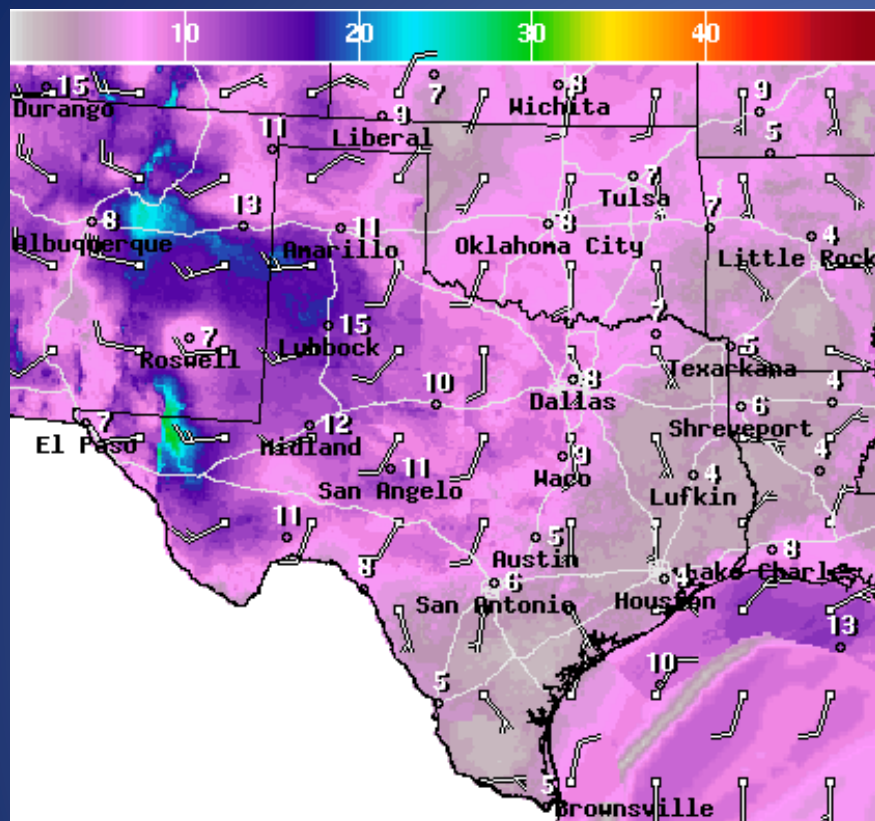 10 20 30 40
15 8 9
Durango 7 Wichita
9 Liberal 5
11
7
Tulsa
8 13 11 8 7 4
Albuquerque Amarillo Oklahoma City Little Rock
15 7
7 Lubbock 5
Roswell Texarkana
10 8 4
Dallas 6
7 12 Shreveport
El Paso Midland 9 4
11 Waco 4
San Angelo Lufkin
11 5 8
Austin Lake Charles
8 6 4
San Antonio Houston
13
10
5
5
Brownsville